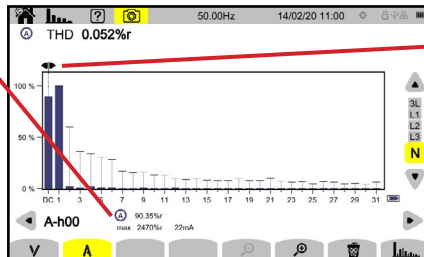 ? 50.00Hz 14/02/20 11:00
A THD 0.052%r
100 %
50 %
0 %
DC 1 3 5 7 9 11 13 15 17 19 21 23 25 27 29 31
3L
L1
L2
L3
N
A-h00
A 90.35%r
max 2470%r 22mA
V A